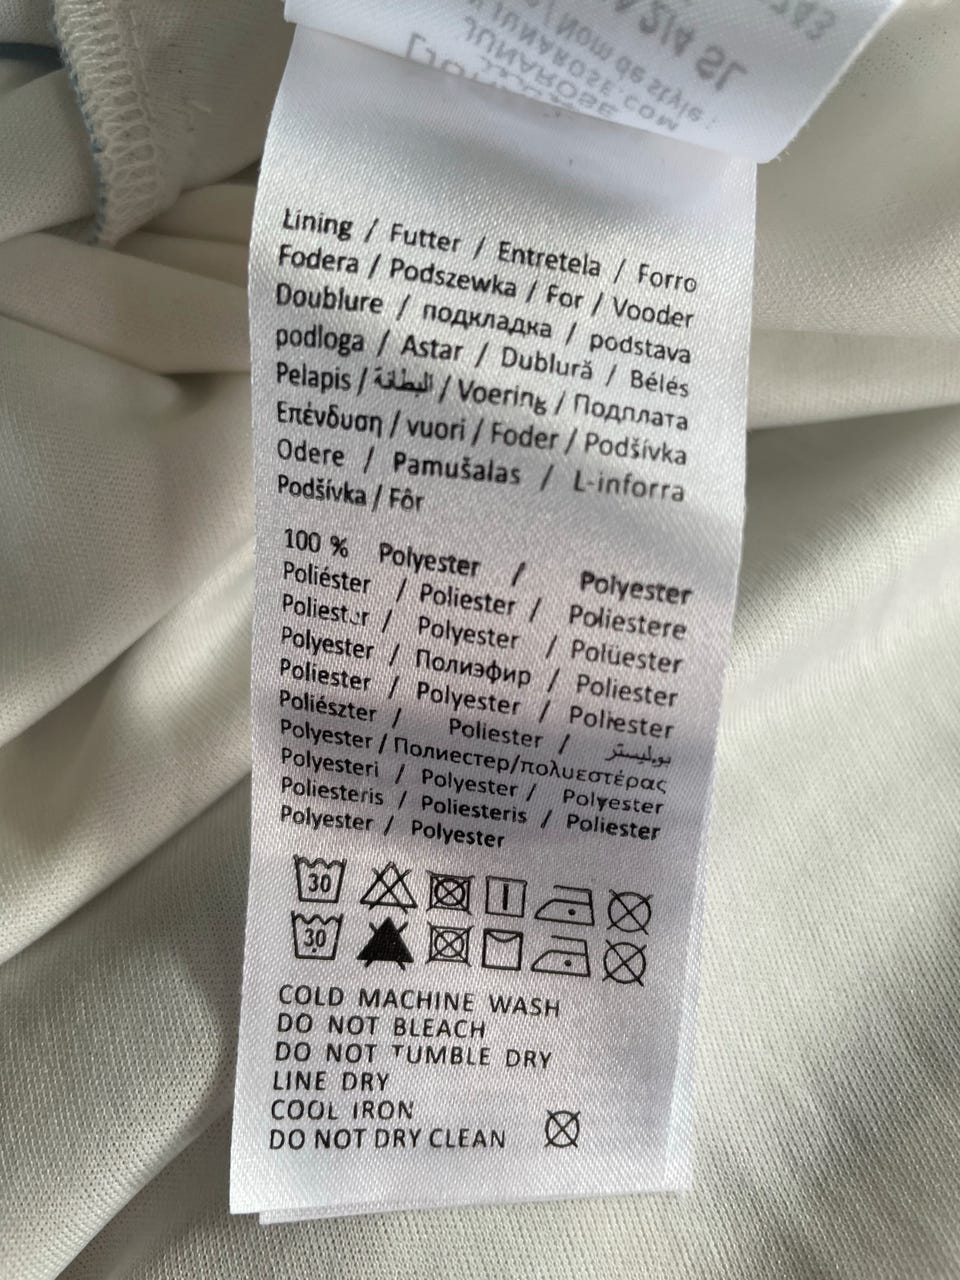 Lining / Futter / Entretela / Forro
Fodera / Podszewka / For / Vooder
Doublure / подкладка / podstava
podloga / Astar / Dublură / Bélés
Pelapis / البطانة / Voering / Подплата
Επένδυση / vuori / Foder / Podšívka
Odere / Pamušalas / L-inforra
Podšívka / Fôr
100 % Polyester / Polyester
Poliéster / Poliester / Poliestere
Poliester / Polyester / Polüester
Polyester / Полиэфир / Poliester
Poliester / Polyester / Poliester
Poliészter / Poliester / بوليستر
Polyester / Полиестер/πολυεστέρας
Polyesteri / Polyester / Polyester
Poliesteris / Poliesteris / Poliester
Polyester / Polyester
30
30
COLD MACHINE WASH
DO NOT BLEACH
DO NOT TUMBLE DRY
LINE DRY
COOL IRON
DO NOT DRY CLEAN